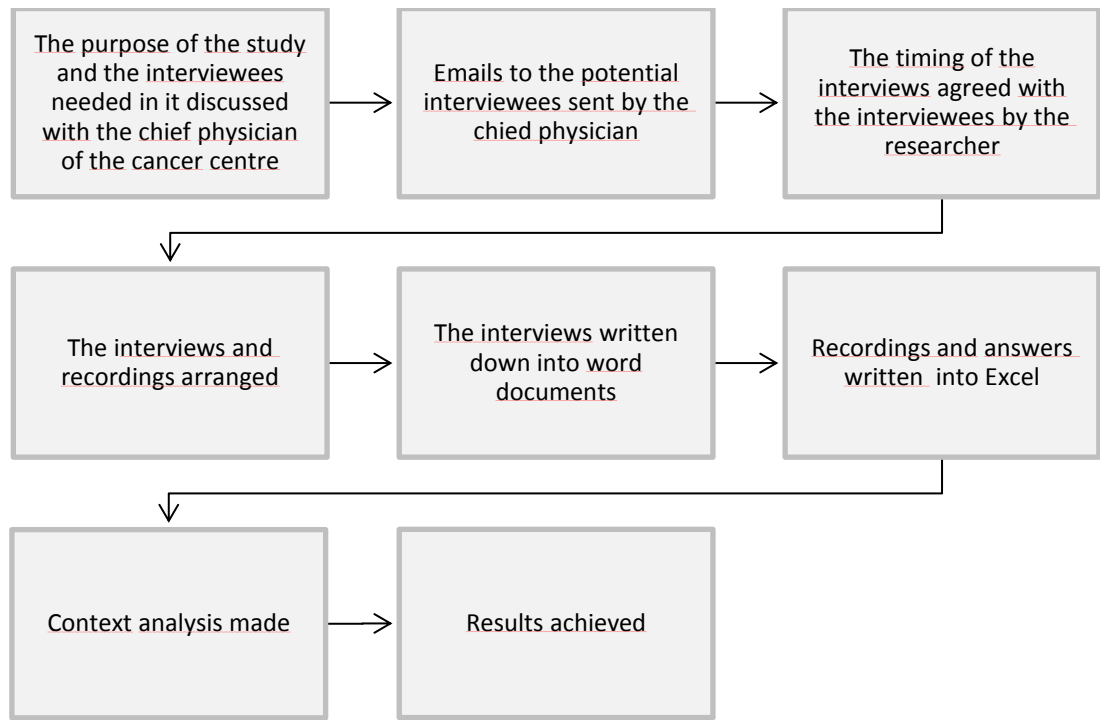 The purpose of the study
and the interviewees
needed in it discussed
with the chief physician
of the cancer centre
Emails to the potential
interviewees sent by the
chied physician
The timing of the
interviews agreed with
the interviewees by the
researcher
The interviews and
recordings arranged
The interviews written
down into word
documents
Recordings and answers
written  into Excel
Context analysis made
Results achieved